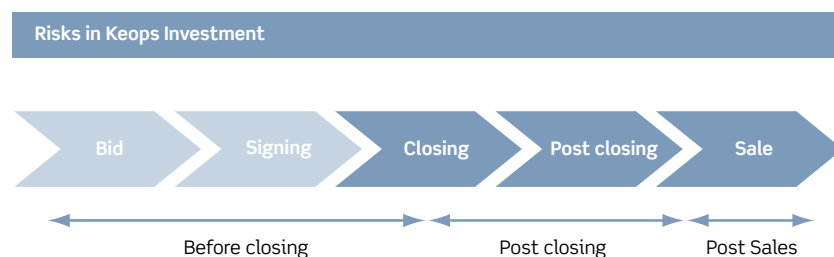 Risks in Keops Investment
Bid
Signing
Closing
Post closing
Sale
Before closing
Post closing
Post Sales